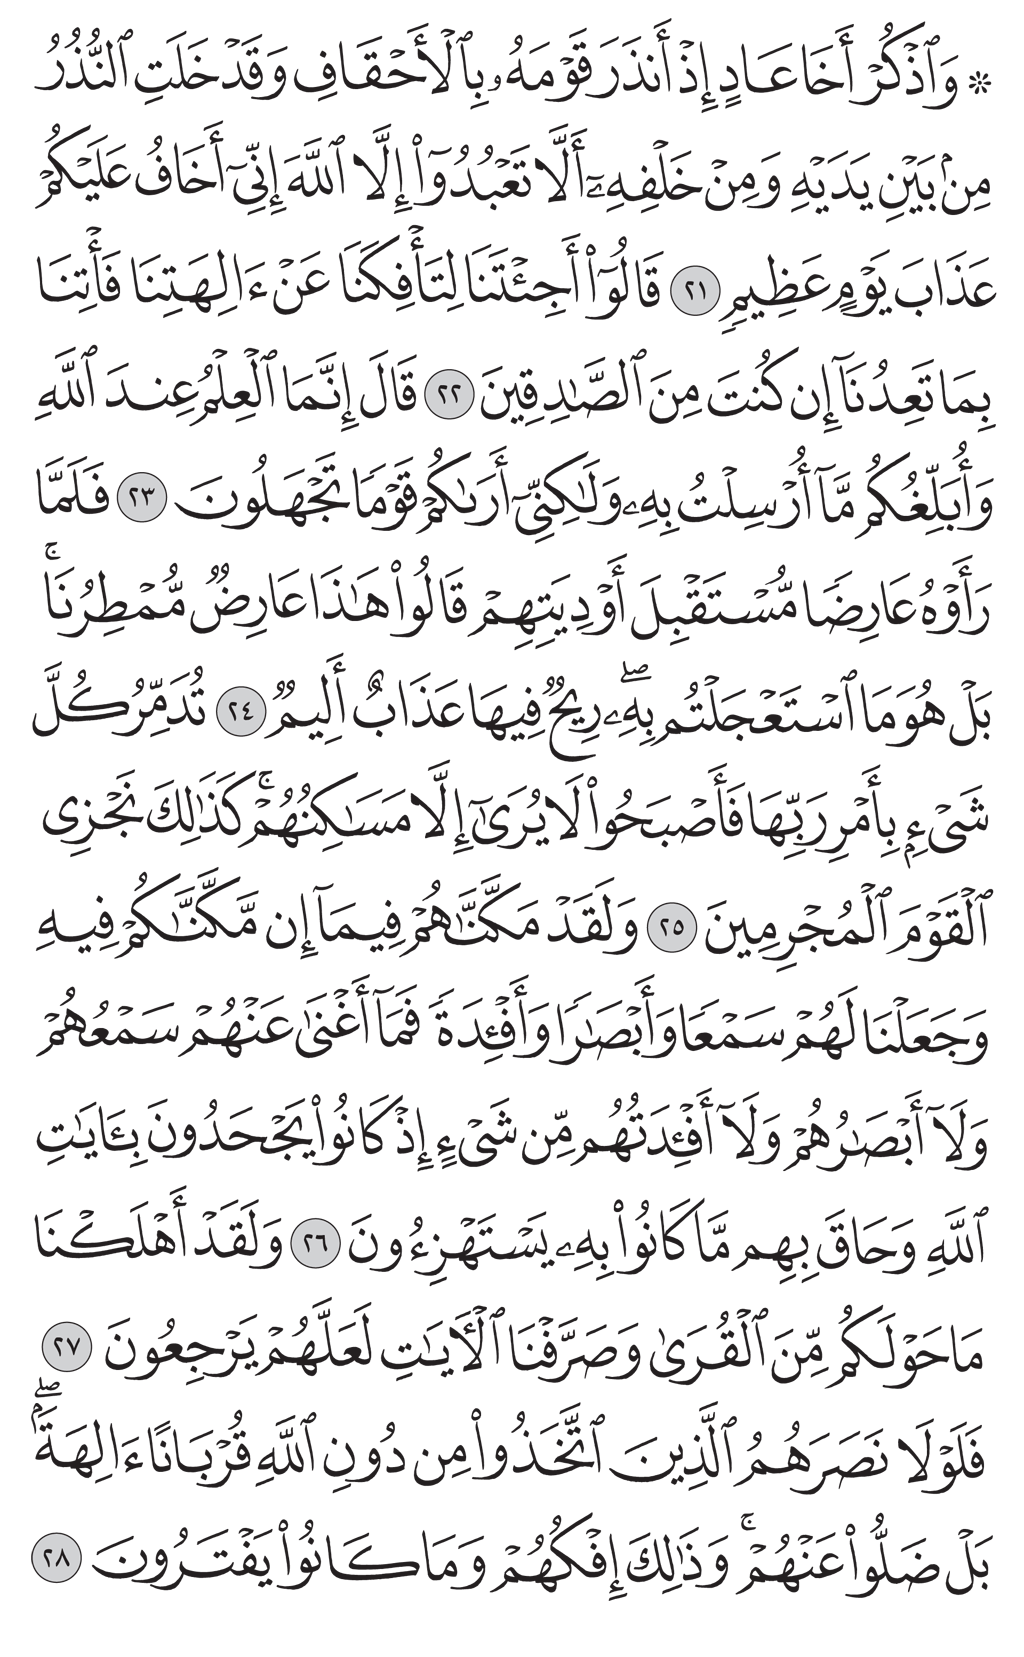 ۞ وَٱذْكُرْ أَخَا عَادٍ إِذْ أَنذَرَ قَوْمَهُۥ بِٱلْأَحْقَافِ وَقَدْ خَلَتِ ٱلنُّذُرُ
مِنۢ بَيْنِ يَدَيْهِ وَمِنْ خَلْفِهِۦٓ أَلَّا تَعْبُدُوٓا۟ إِلَّا ٱللَّهَ إِنِّىٓ أَخَافُ عَلَيْكُمْ
عَذَابَ يَوْمٍ عَظِيمٍ ٢١ قَالُوٓا۟ أَجِئْتَنَا لِتَأْفِكَنَا عَنْ ءَالِهَتِنَا فَأْتِنَا
بِمَا تَعِدُنَآ إِن كُنتَ مِنَ ٱلصَّـٰدِقِينَ ٢٢ قَالَ إِنَّمَا ٱلْعِلْمُ عِندَ ٱللَّهِ
وَأُبَلِّغُكُم مَّآ أُرْسِلْتُ بِهِۦ وَلَـٰكِنِّىٓ أَرَىٰكُمْ قَوْمًا تَجْهَلُونَ ٢٣ فَلَمَّا
رَأَوْهُ عَارِضًا مُّسْتَقْبِلَ أَوْدِيَتِهِمْ قَالُوا۟ هَـٰذَا عَارِضٌ مُّمْطِرُنَا ۚ
بَلْ هُوَ مَا ٱسْتَعْجَلْتُم بِهِۦ ۖ رِيحٌ فِيهَا عَذَابٌ أَلِيمٌ ٢٤ تُدَمِّرُ كُلَّ
شَىْءٍۭ بِأَمْرِ رَبِّهَا فَأَصْبَحُوا۟ لَا يُرَىٰٓ إِلَّا مَسَـٰكِنُهُمْ ۚ كَذَٰلِكَ نَجْزِى
ٱلْقَوْمَ ٱلْمُجْرِمِينَ ٢٥ وَلَقَدْ مَكَّنَّـٰهُمْ فِيمَآ إِن مَّكَّنَّـٰكُمْ فِيهِ
وَجَعَلْنَا لَهُمْ سَمْعًا وَأَبْصَـٰرًا وَأَفْـِٔدَةً فَمَآ أَغْنَىٰ عَنْهُمْ سَمْعُهُمْ
وَلَآ أَبْصَـٰرُهُمْ وَلَآ أَفْـِٔدَتُهُم مِّن شَىْءٍ إِذْ كَانُوا۟ يَجْحَدُونَ بِـَٔايَـٰتِ
ٱللَّهِ وَحَاقَ بِهِم مَّا كَانُوا۟ بِهِۦ يَسْتَهْزِءُونَ ٢٦ وَلَقَدْ أَهْلَكْنَا
مَا حَوْلَكُم مِّنَ ٱلْقُرَىٰ وَصَرَّفْنَا ٱلْـَٔايَـٰتِ لَعَلَّهُمْ يَرْجِعُونَ ٢٧
فَلَوْلَا نَصَرَهُمُ ٱلَّذِينَ ٱتَّخَذُوا۟ مِن دُونِ ٱللَّهِ قُرْبَانًا ءَالِهَةًۢ ۖ
بَلْ ضَلُّوا۟ عَنْهُمْ ۚ وَذَٰلِكَ إِفْكُهُمْ وَمَا كَانُوا۟ يَفْتَرُونَ ٢٨